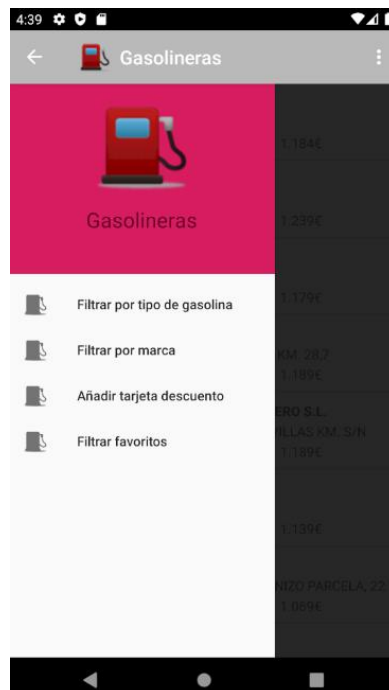 4:39
Gasolineras
Gasolineras
1.184€
1.239€
Filtrar por tipo de gasolina
1.179€
Filtrar por marca
KM. 28,7
1.189€
Añadir tarjeta descuento
ERO S.L.
ILLAS KM. S/N
Filtrar favoritos
1.189€
1.139€
NIZO PARCELA, 22
1.089€